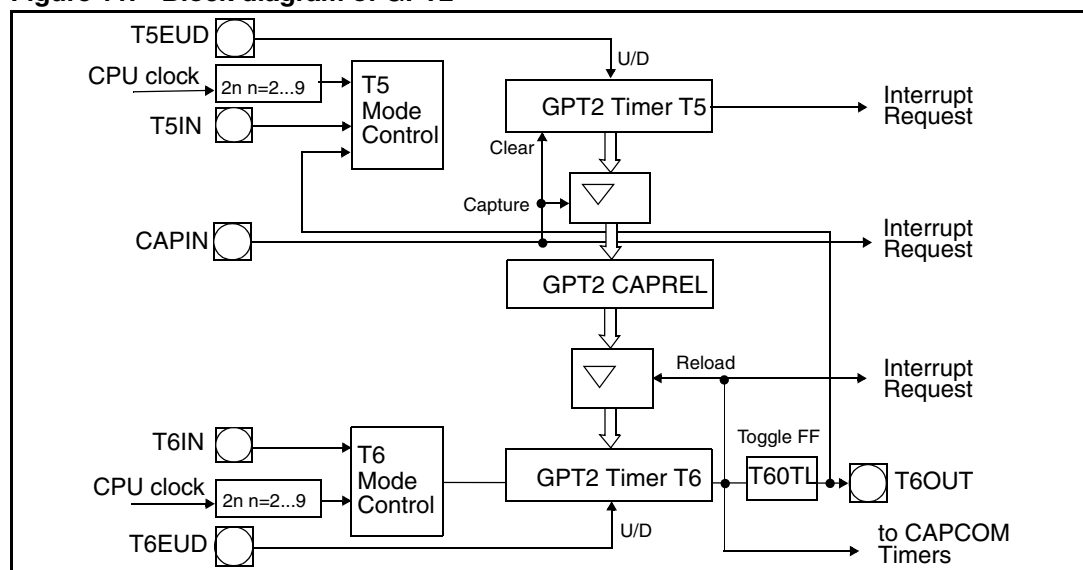 T5EUD
U/D
CPU clock
2n n=2...9
T5
Mode
Control
GPT2 Timer T5
Interrupt
Request
T5IN
Clear
Capture
CAPIN
Interrupt
Request
GPT2 CAPREL
Reload
Interrupt
Request
T6IN
T6
Mode
Control
Toggle FF
GPT2 Timer T6
T60TL
T6OUT
CPU clock
2n n=2...9
T6EUD
U/D
to CAPCOM
Timers